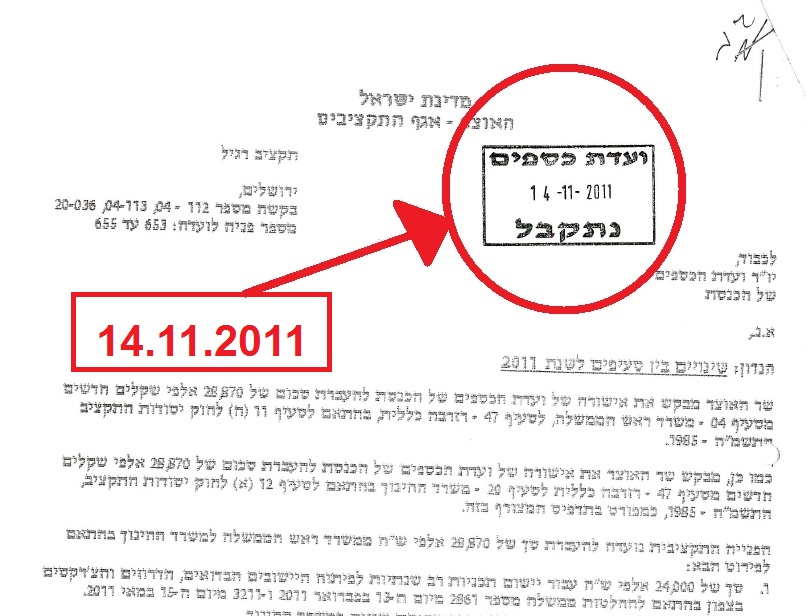 מדינת ישראל
האוצר - אגף התקציבים
ועדת כספים
14-11-2011
נתקבל
תקציב רגיל
ירושלים,
בקשה מספר 112 - 04, 04-113, 20-036
מספר פניה לועדה: 653 עד 655
לכבוד,
יו"ר ועדת הכספים
של הכנסת
14.11.2011
א.נ.,
הנדון: שינויים בין סעיפים לשנת 2011
שר האוצר מבקש את אישורה של ועדת הכספים של הכנסת להעברת סכום של 28,870 אלפי שקלים חדשים
מסעיף 04 - משרד ראש הממשלה, לסעיף 47 - רזרבה כללית, בהתאם לסעיף 11 (ח) לחוק יסודות התקציב
התשמ"ה - 1985.
כמו כן, מבקש שר האוצר את אישורה של ועדת הכספים של הכנסת להעברת סכום של 28,870 אלפי שקלים
חדשים מסעיף 47 - רזרבה כללית לסעיף 20 - משרד החינוך בהתאם לסעיף 12 (א) לחוק יסודות התקציב,
התשמ"ה - 1985, כמפורט בתדפיס המצורף בזה.
הפנייה התקציבית נועדה להעברת סך של 28,870 אלפי ש"ח ממשרד ראש הממשלה למשרד החינוך בהתאם
לפירוט הבא:
1. סך של 24,000 אלפי ש"ח עבור יישום תכניות רב שנתיות לפיתוח היישובים הבדואים, הדרוזים והצ'רקסים
בצפון בהתאם להחלטות ממשלה מספר 2861 מיום ה-13 בפברואר 2011 ו-3211 מיום ה-15 במאי 2011.